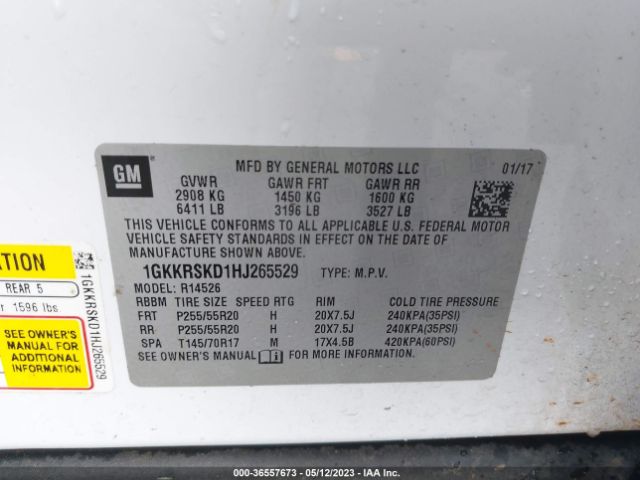 GM
MFD BY GENERAL MOTORS LLC 01/17
GVWR GAWR FRT GAWR RR
2908 KG 1450 KG 1600 KG
6411 LB 3196 LB 3527 LB
THIS VEHICLE CONFORMS TO ALL APPLICABLE U.S. FEDERAL MOTOR
VEHICLE SAFETY STANDARDS IN EFFECT ON THE DATE OF
MANUFACTURE SHOWN ABOVE.
1GKKRSKD1HJ265529 TYPE: M.P.V.
MODEL: R14526
RBBM TIRE SIZE SPEED RTG RIM COLD TIRE PRESSURE
FRT P255/55R20 H 20X7.5J 240KPA(35PSI)
RR P255/55R20 H 20X7.5J 240KPA(35PSI)
SPA T145/70R17 M 17X4.5B 420KPA(60PSI)
SEE OWNER'S MANUAL FOR MORE INFORMATION.
ATION
REAR 5
r 1596 lbs
SEE OWNER'S
MANUAL FOR
ADDITIONAL
INFORMATION
1GKKRSKD1HJ265529
000-36557673 - 05/12/2023 - IAA Inc.